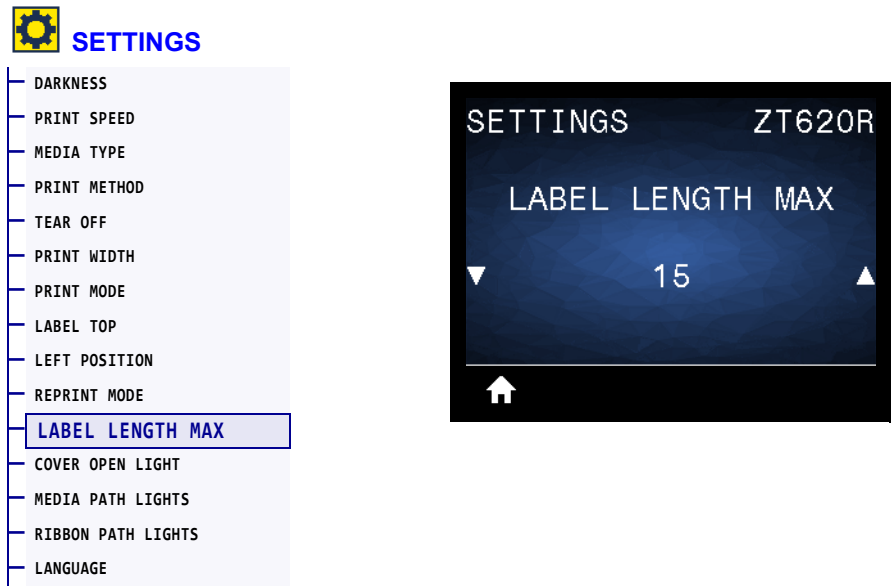 SETTINGS
DARKNESS
PRINT SPEED
MEDIA TYPE
PRINT METHOD
TEAR OFF
PRINT WIDTH
PRINT MODE
LABEL TOP
LEFT POSITION
REPRINT MODE
LABEL LENGTH MAX
COVER OPEN LIGHT
MEDIA PATH LIGHTS
RIBBON PATH LIGHTS
LANGUAGE
SETTINGS ZT620R
LABEL LENGTH MAX
15